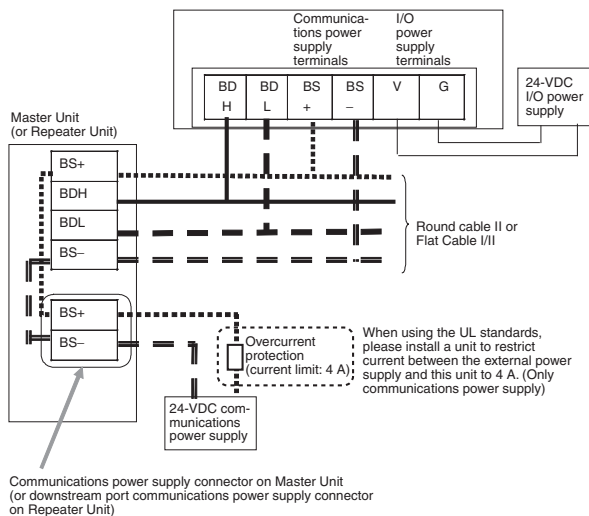 Communica-
tions power
supply
terminals
I/O
power
supply
terminals
BD
H
BD
L
BS
+
BS
–
V
G
24-VDC
I/O power
supply
Master Unit
(or Repeater Unit)
BS+
BDH
BDL
BS–
Round cable II or
Flat Cable I/II
BS+
BS–
Overcurrent
protection
(current limit: 4 A)
When using the UL standards,
please install a unit to restrict
current between the external power
supply and this unit to 4 A. (Only
communications power supply)
24-VDC com-
munications
power supply
Communications power supply connector on Master Unit
(or downstream port communications power supply connector
on Repeater Unit)